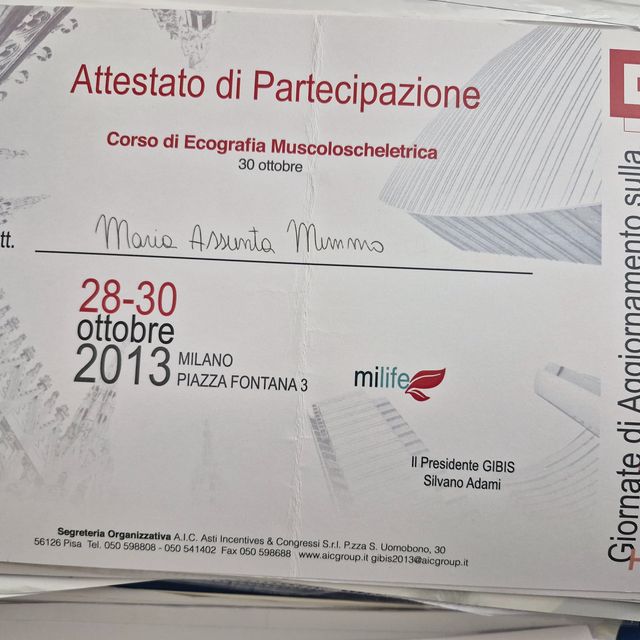 Attestato di Partecipazione
Corso di Ecografia Muscoloscheletrica
30 ottobre
tt. Maria Assunta Mimmo
28-30
ottobre
2013 MILANO
PIAZZA FONTANA 3
milife
Il Presidente GIBIS
Silvano Adami
Segreteria Organizzativa A.I.C. Asti Incentives & Congressi S.r.l. P.zza S. Uomobono, 30
56126 Pisa Tel. 050 598808 - 050 541402 Fax 050 598688 www.aicgroup.it gibis2013@aicgroup.it
Giornate di Aggiornamento sulla